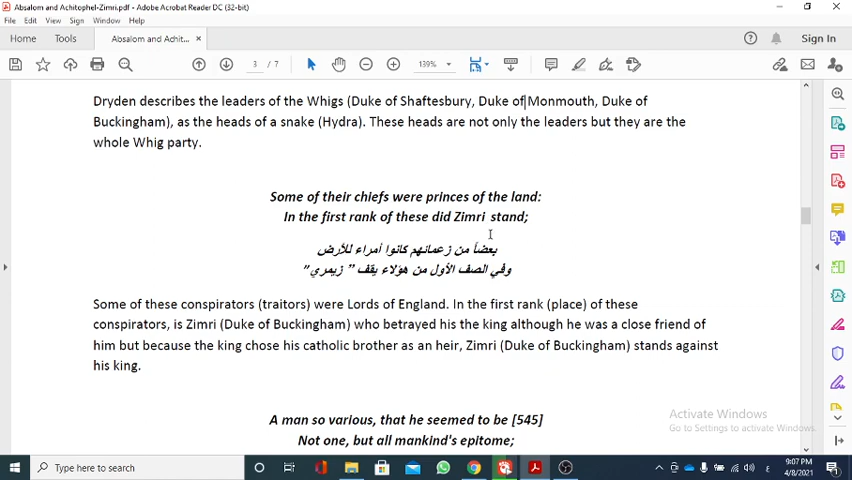 Absalom and Achitophel-Zimri.pdf - Adobe Acrobat Reader DC (32-bit)
File Edit View Sign Window Help
Home Tools Absalom and Achit... × Sign In
3 / 7 139%
Dryden describes the leaders of the Whigs (Duke of Shaftesbury, Duke of Monmouth, Duke of
Buckingham), as the heads of a snake (Hydra). These heads are not only the leaders but they are the
whole Whig party.
Some of their chiefs were princes of the land:
In the first rank of these did Zimri stand;
بعضاً من زعمائهم كانوا أمراء للأرض
وفي الصف الأول من هؤلاء يقف " زيمري"
Some of these conspirators (traitors) were Lords of England. In the first rank (place) of these
conspirators, is Zimri (Duke of Buckingham) who betrayed his the king although he was a close friend of
him but because the king chose his catholic brother as an heir, Zimri (Duke of Buckingham) stands against
his king.
A man so various, that he seemed to be [545]
Not one, but all mankind's epitome;
Activate Windows
Go to Settings to activate Windows.
Type here to search
ع 9:07 PM
4/8/2021